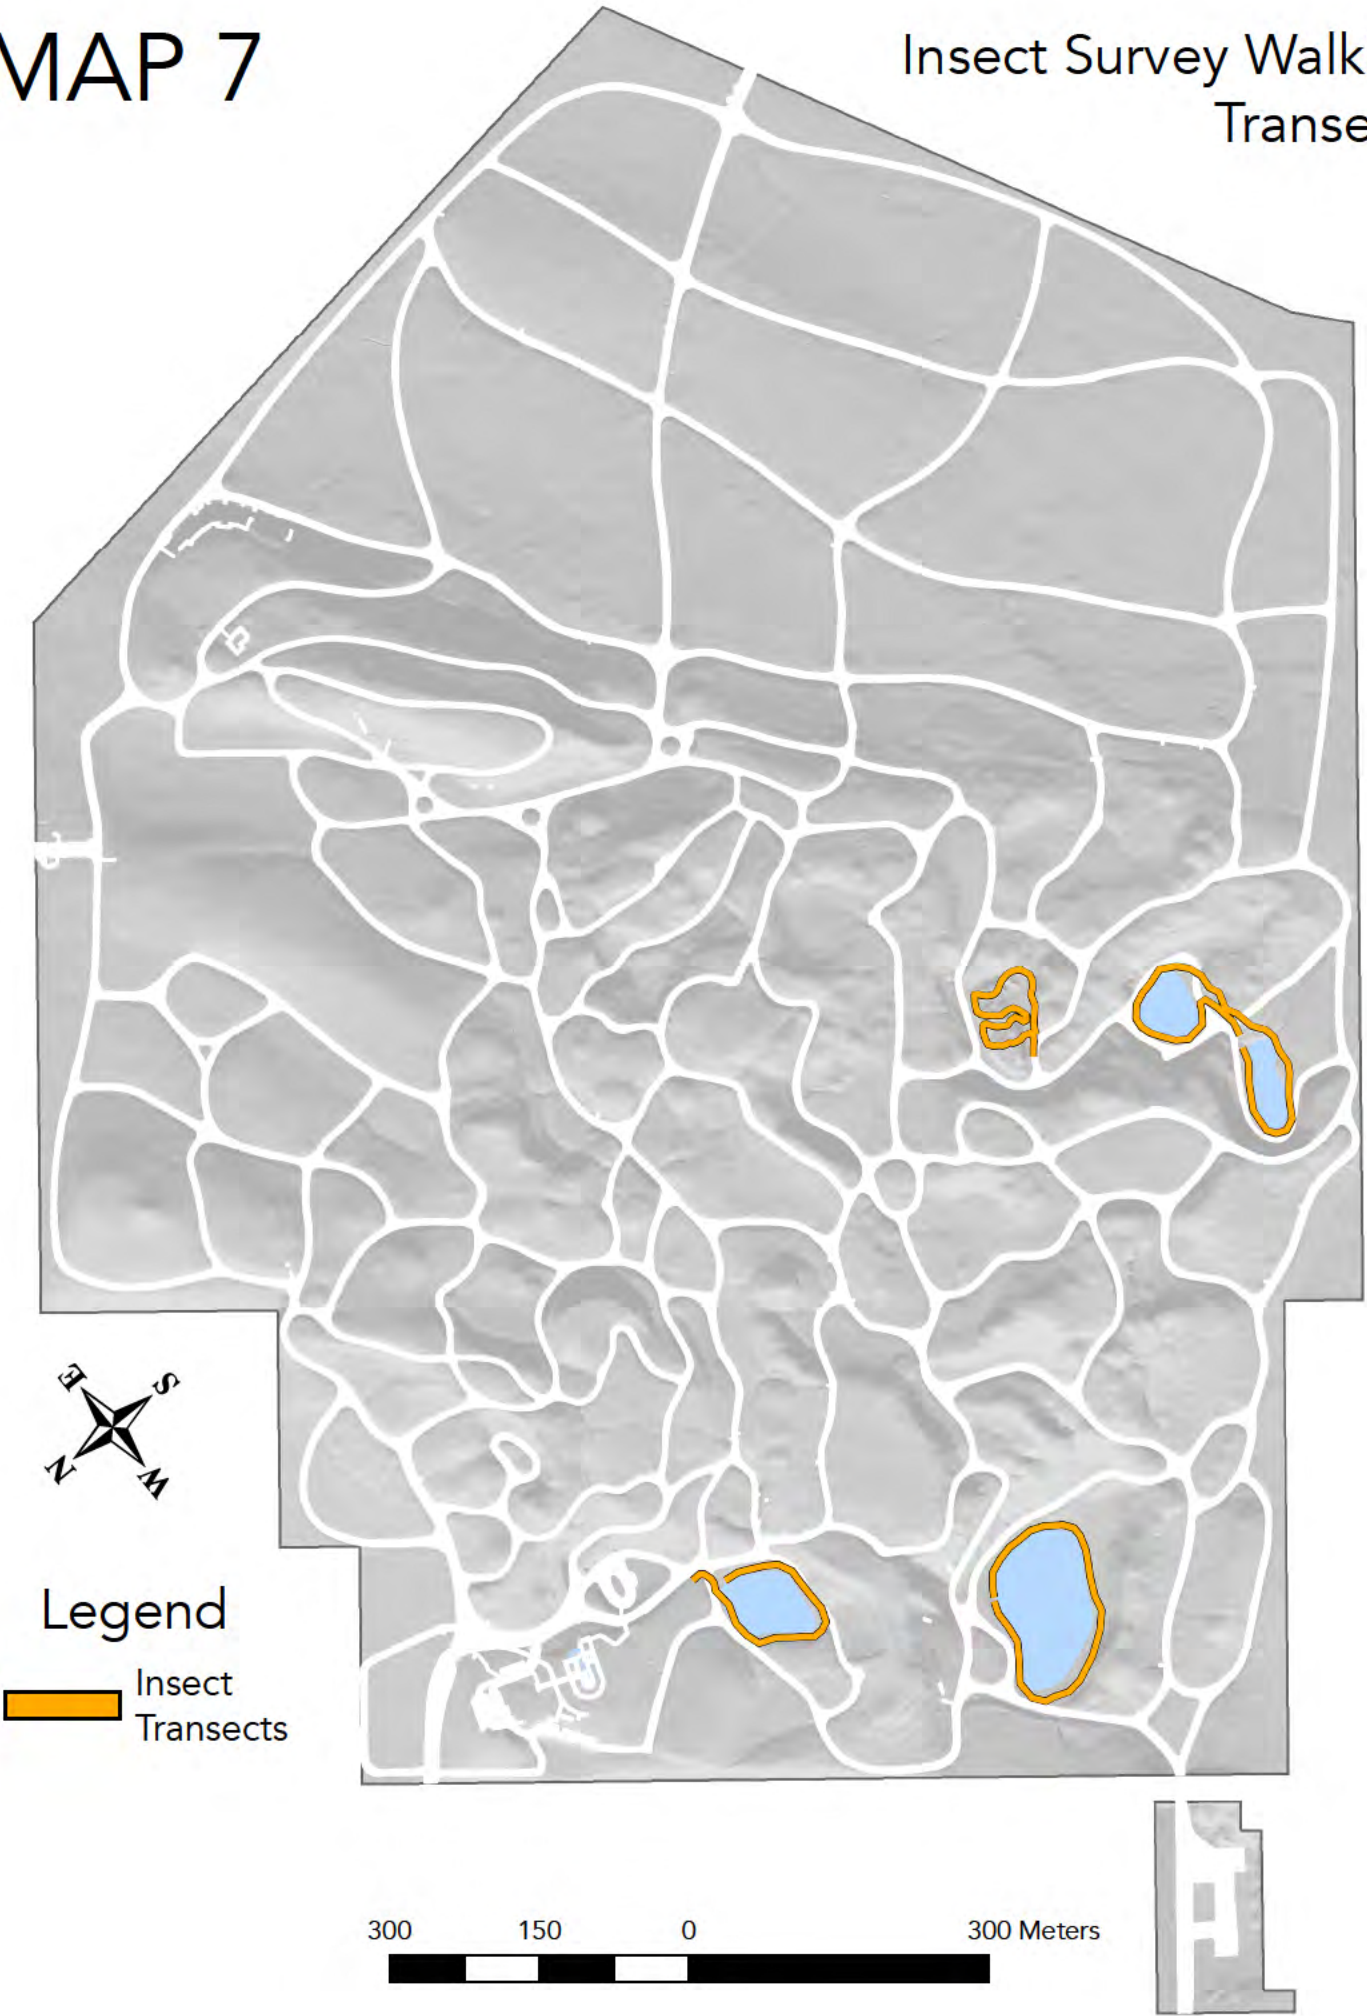 MAP 7
Insect Survey Walk
Transe
E
S
N
W
Legend
Insect
Transects
300 150 0 300 Meters